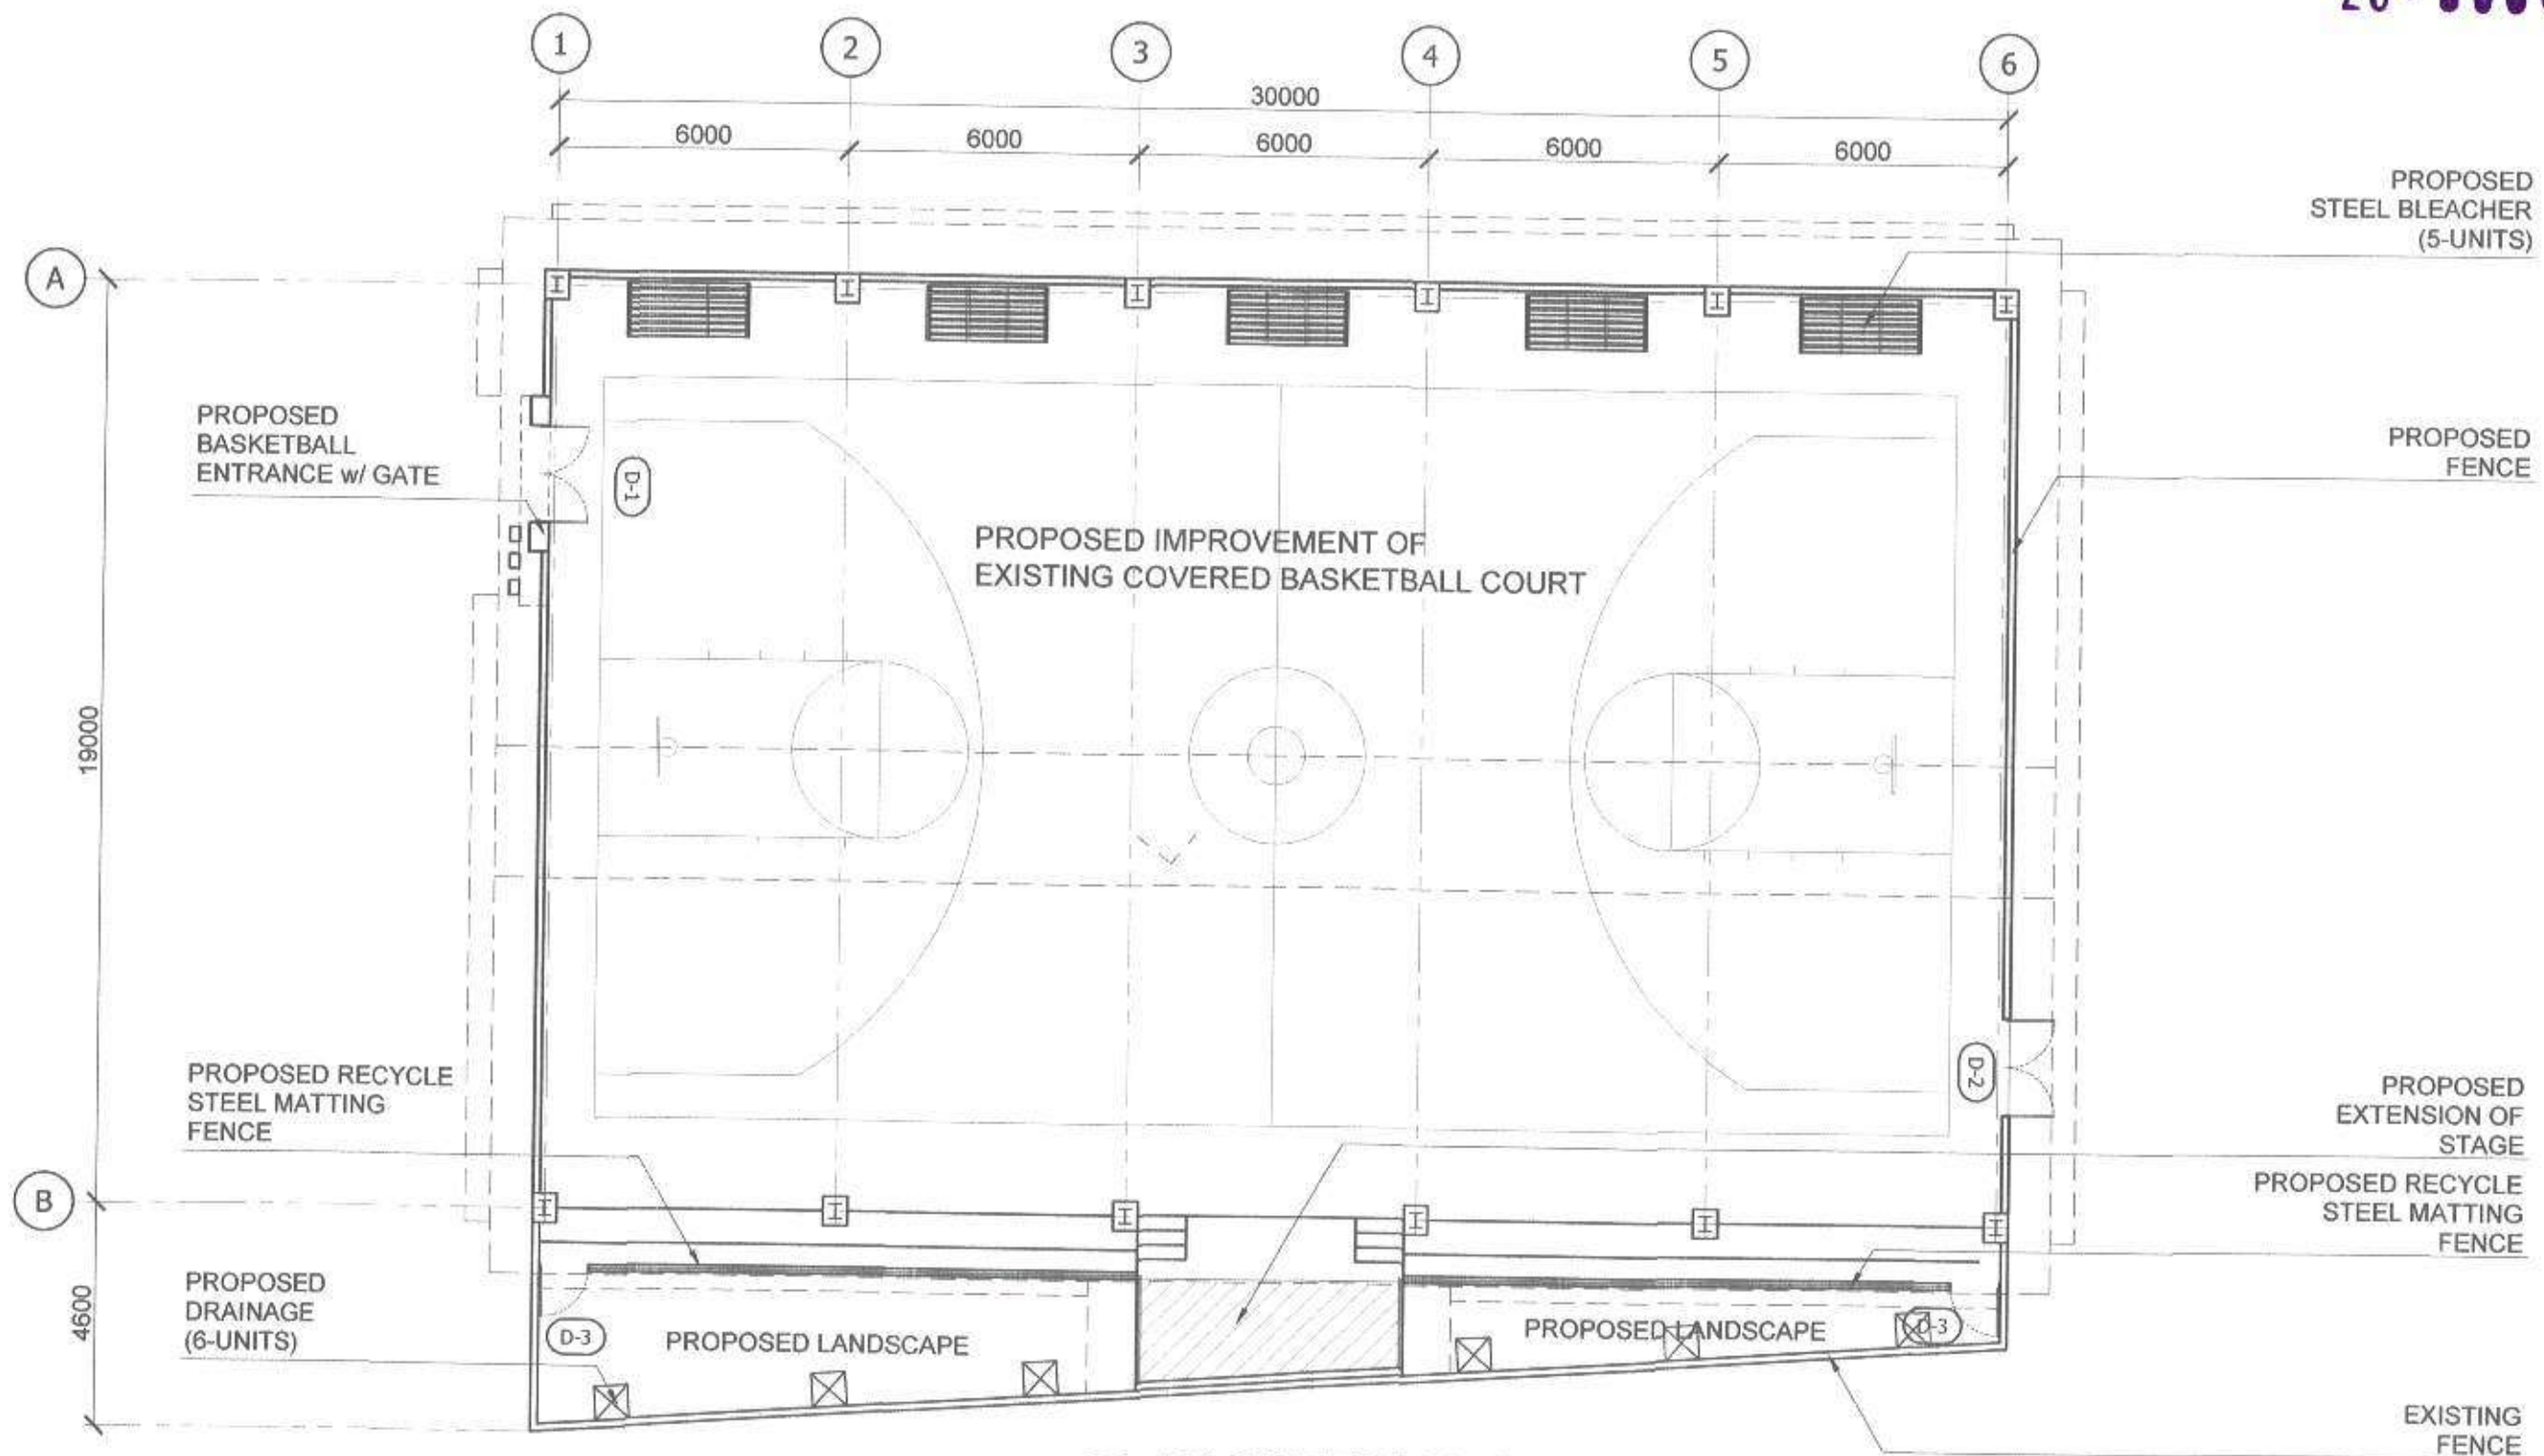 1
2
3
4
5
6
30000
6000
6000
6000
6000
6000
PROPOSED
STEEL BLEACHER
(5-UNITS)
A
PROPOSED
BASKETBALL
ENTRANCE w/ GATE
D-1
PROPOSED
FENCE
PROPOSED IMPROVEMENT OF
EXISTING COVERED BASKETBALL COURT
19000
PROPOSED RECYCLE
STEEL MATTING
FENCE
D-2
PROPOSED
EXTENSION OF
STAGE
B
PROPOSED RECYCLE
STEEL MATTING
FENCE
4600
PROPOSED
DRAINAGE
(6-UNITS)
D-3
PROPOSED LANDSCAPE
PROPOSED LANDSCAPE
D-3
EXISTING
FENCE